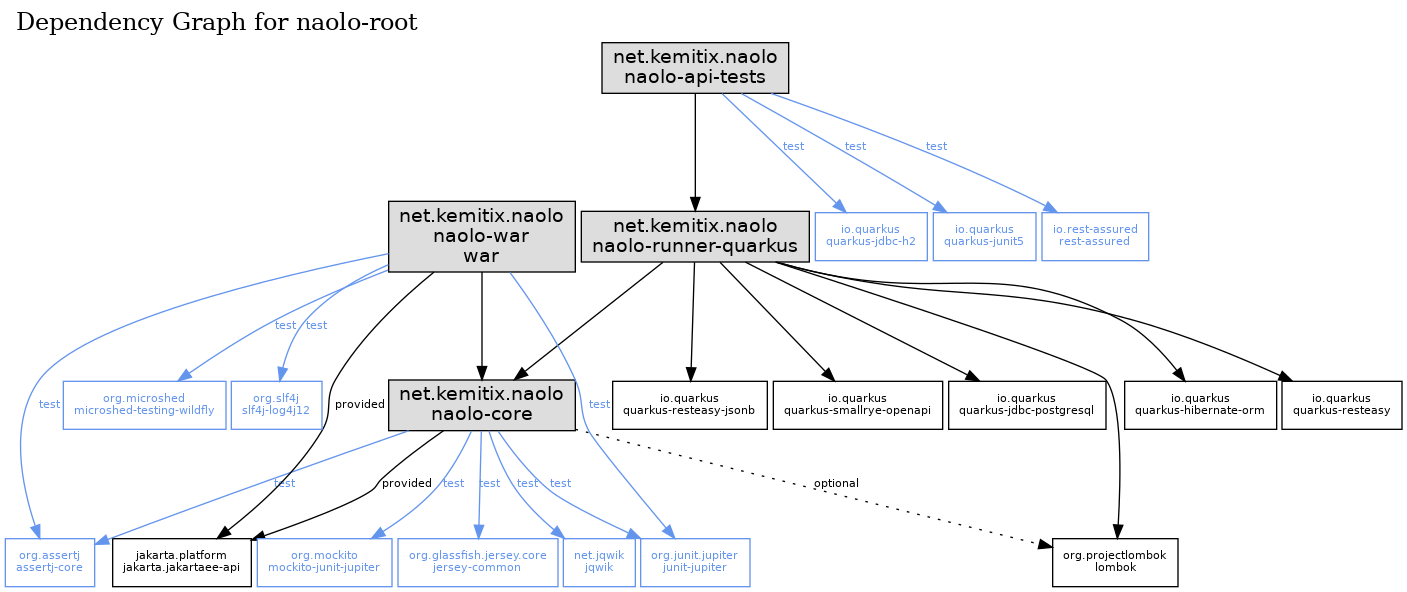 Dependency Graph for naolo-root
net.kemitix.naolo
naolo-api-tests
test
test
test
net.kemitix.naolo
naolo-war
war
net.kemitix.naolo
naolo-runner-quarkus
io.quarkus
quarkus-jdbc-h2
io.quarkus
quarkus-junit5
io.rest-assured
rest-assured
test
test
org.microshed
microshed-testing-wildfly
org.slf4j
slf4j-log4j12
net.kemitix.naolo
naolo-core
io.quarkus
quarkus-resteasy-jsonb
io.quarkus
quarkus-smallrye-openapi
io.quarkus
quarkus-jdbc-postgresql
io.quarkus
quarkus-hibernate-orm
io.quarkus
quarkus-resteasy
test
provided
test
test
provided
test
test
test
test
optional
org.assertj
assertj-core
jakarta.platform
jakarta.jakartaee-api
org.mockito
mockito-junit-jupiter
org.glassfish.jersey.core
jersey-common
net.jqwik
jqwik
org.junit.jupiter
junit-jupiter
org.projectlombok
lombok